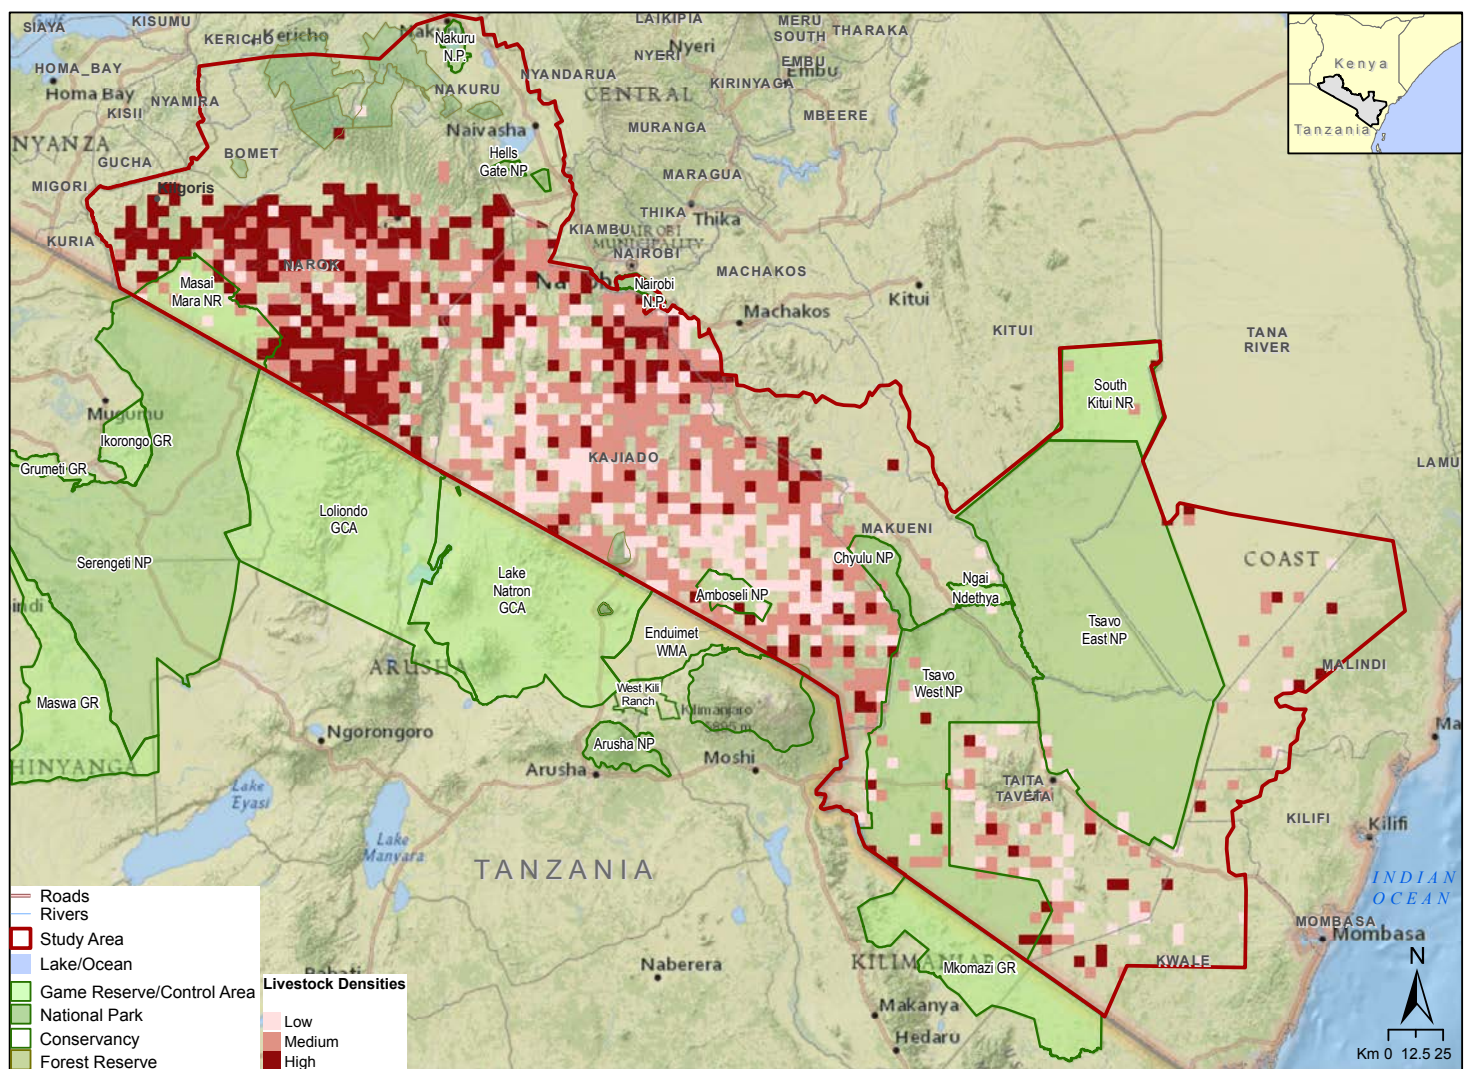 SIAYA
KISUMU
KERICHO
Kericho
Nakuru
N.P.
LAIKIPIA
NYERI
Nyeri
MERU
SOUTH
THARAKA
EMBU
Embu
Kenya
Tanzania
HOMA_BAY
Homa Bay
NYAMIRA
KISII
NAKURU
NYANDARUA
CENTRAL
KIRINYAGA
MBEERE
NYANZA
GUCHA
BOMET
Naivasha
MURANGA
Hells
Gate NP
MARAGUA
MIGORI
Kilgoris
THIKA
Thika
KURIA
KIAMBU
NAIROBI
MUNICIPALITY
NAIROBI
NAROK
MACHAKOS
Masai
Mara NR
Nairobi
N.P.
Kitui
Machakos
KITUI
TANA
RIVER
South
Kitui NR
Mugumu
Ikorongo GR
Grumeti GR
KAJIADO
LAMU
Loliondo
GCA
MAKUENI
Chyulu NP
COAST
Serengeti NP
Lake
Natron
GCA
Ngai
Ndethya
Amboseli NP
Enduimet
WMA
Tsavo
East NP
MALINDI
ARUSHA
Tsavo
West NP
Maswa GR
West Kili
Ranch
Kilimanjaro
5895 m
Ngorongoro
Arusha NP
Moshi
Arusha
HINYANGA
TAITA
TAVETA
Lake
Eyasi
KILIFI
Kilifi
Lake
Manyara
TANZANIA
INDIAN
OCEAN
MOMBASA
Mombasa
KWALE
Naberera
KILIMANJAR
Mkomazi GR
Makanya
Hedaru
Roads
Rivers
Study Area
Lake/Ocean
Game Reserve/Control Area
National Park
Conservancy
Forest Reserve
Livestock Densities
Low
Medium
High
N
Km 0 12.5 25